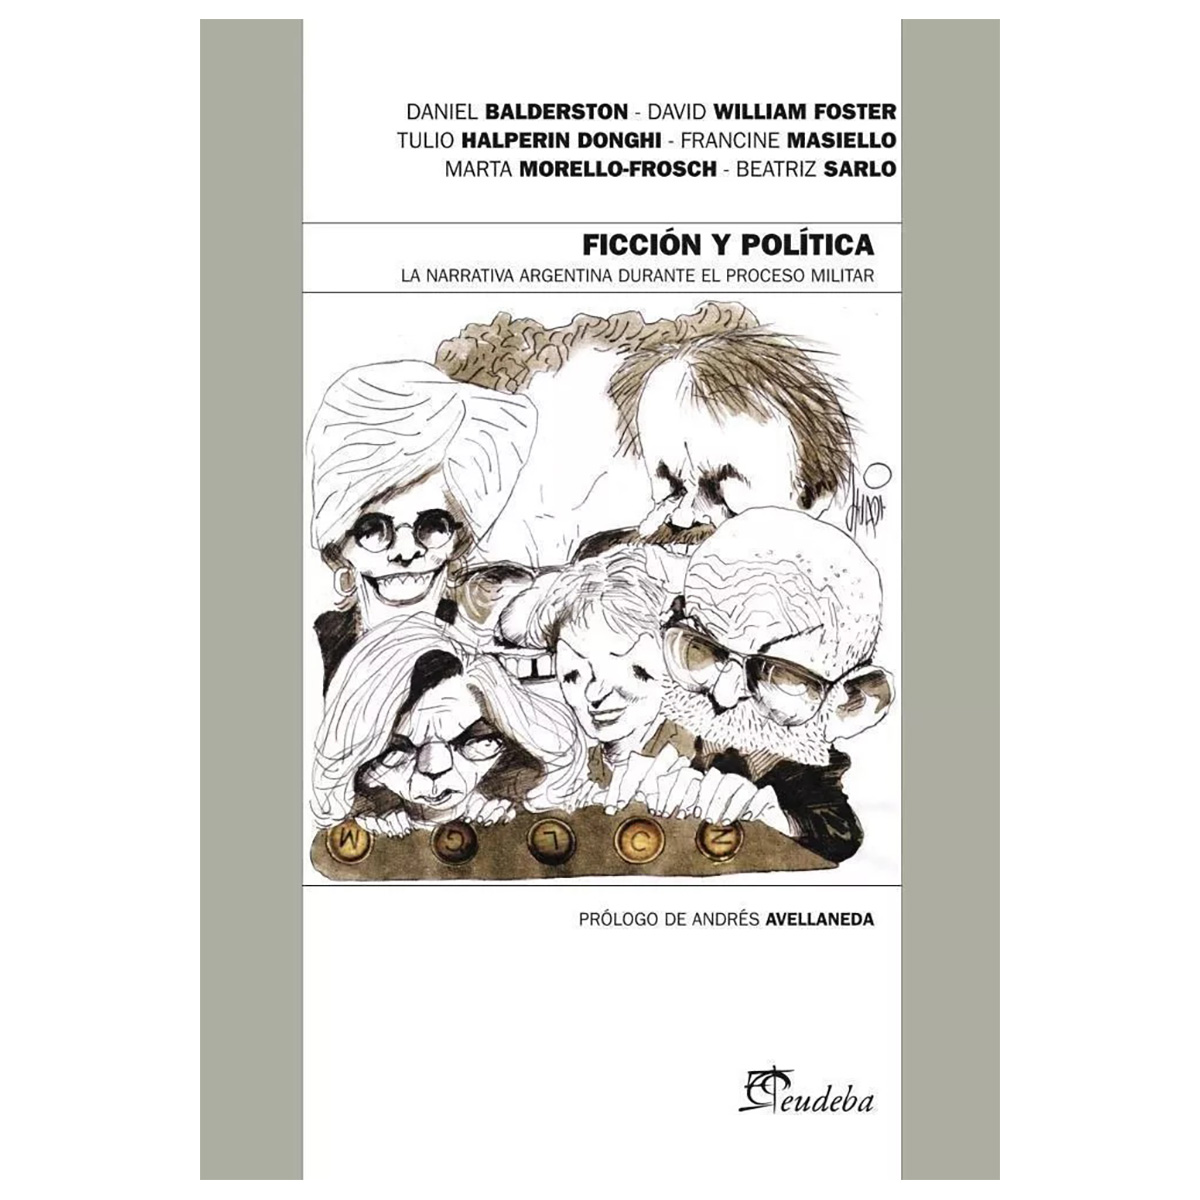 DANIEL BALDERSTON - DAVID WILLIAM FOSTER
TULIO HALPERIN DONGHI - FRANCINE MASIELLO
MARTA MORELLO-FROSCH - BEATRIZ SARLO
FICCIÓN Y POLÍTICA
LA NARRATIVA ARGENTINA DURANTE EL PROCESO MILITAR
M G L C Z
PRÓLOGO DE ANDRÉS AVELLANEDA
eudeba